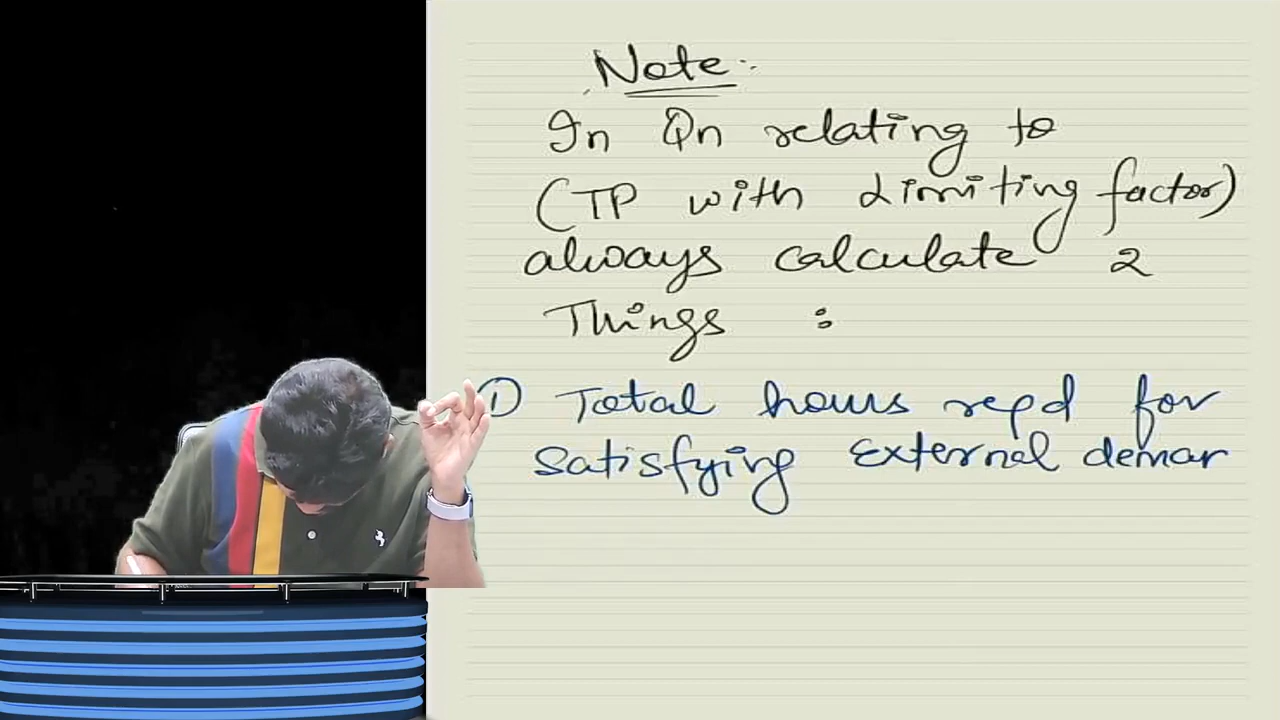 Note:
In Qn relating to
(TP with Limiting factor)
always calculate 2
Things :
① Total hours reqd for
satisfying External deman